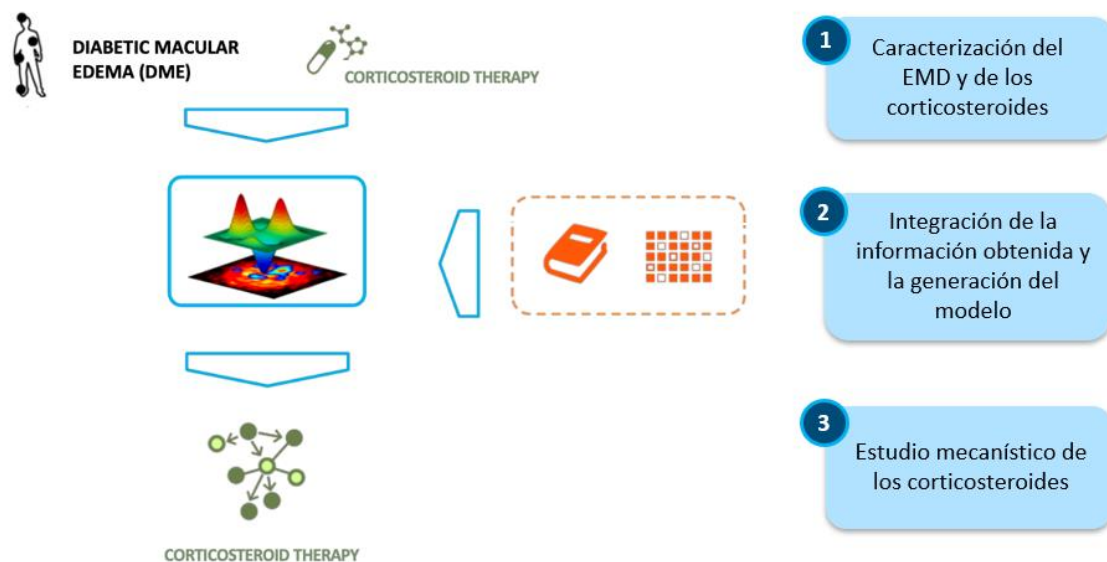 DIABETIC MACULAR
EDEMA (DME)
CORTICOSTEROID THERAPY
1
Caracterización del
EMD y de los
corticosteroides
2
Integración de la
información obtenida y
la generación del
modelo
3
Estudio mecanístico de
los corticosteroides
CORTICOSTEROID THERAPY